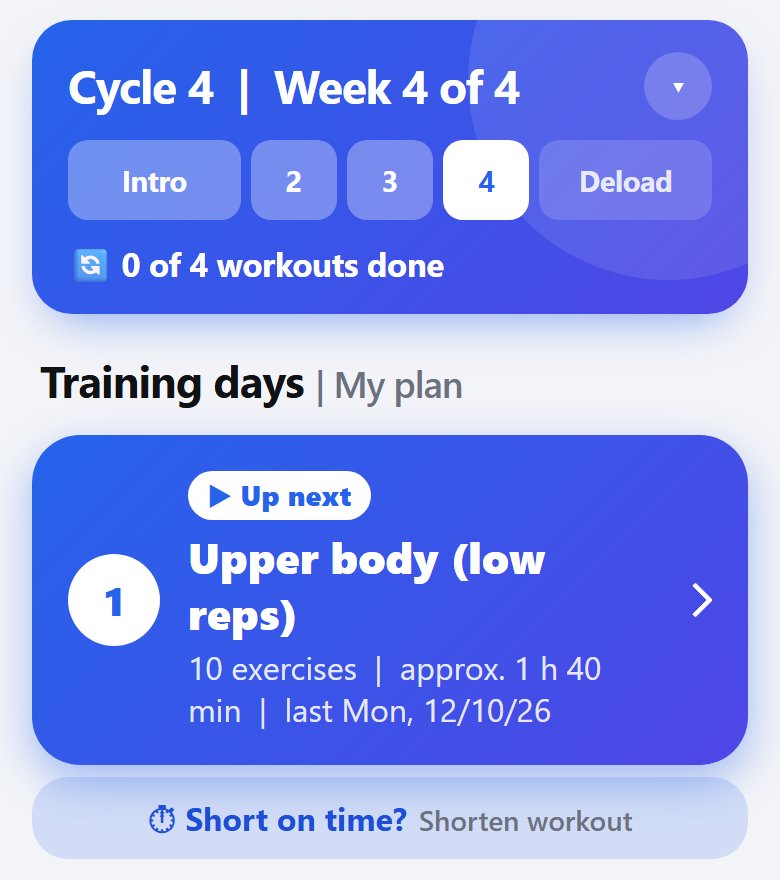 Cycle 4 | Week 4 of 4
Intro 2 3 4 Deload
0 of 4 workouts done
Training days | My plan
Up next
Upper body (low
1
reps)
10 exercises | approx. 1 h 40
min | last Mon, 12/10/26
Short on time? Shorten workout